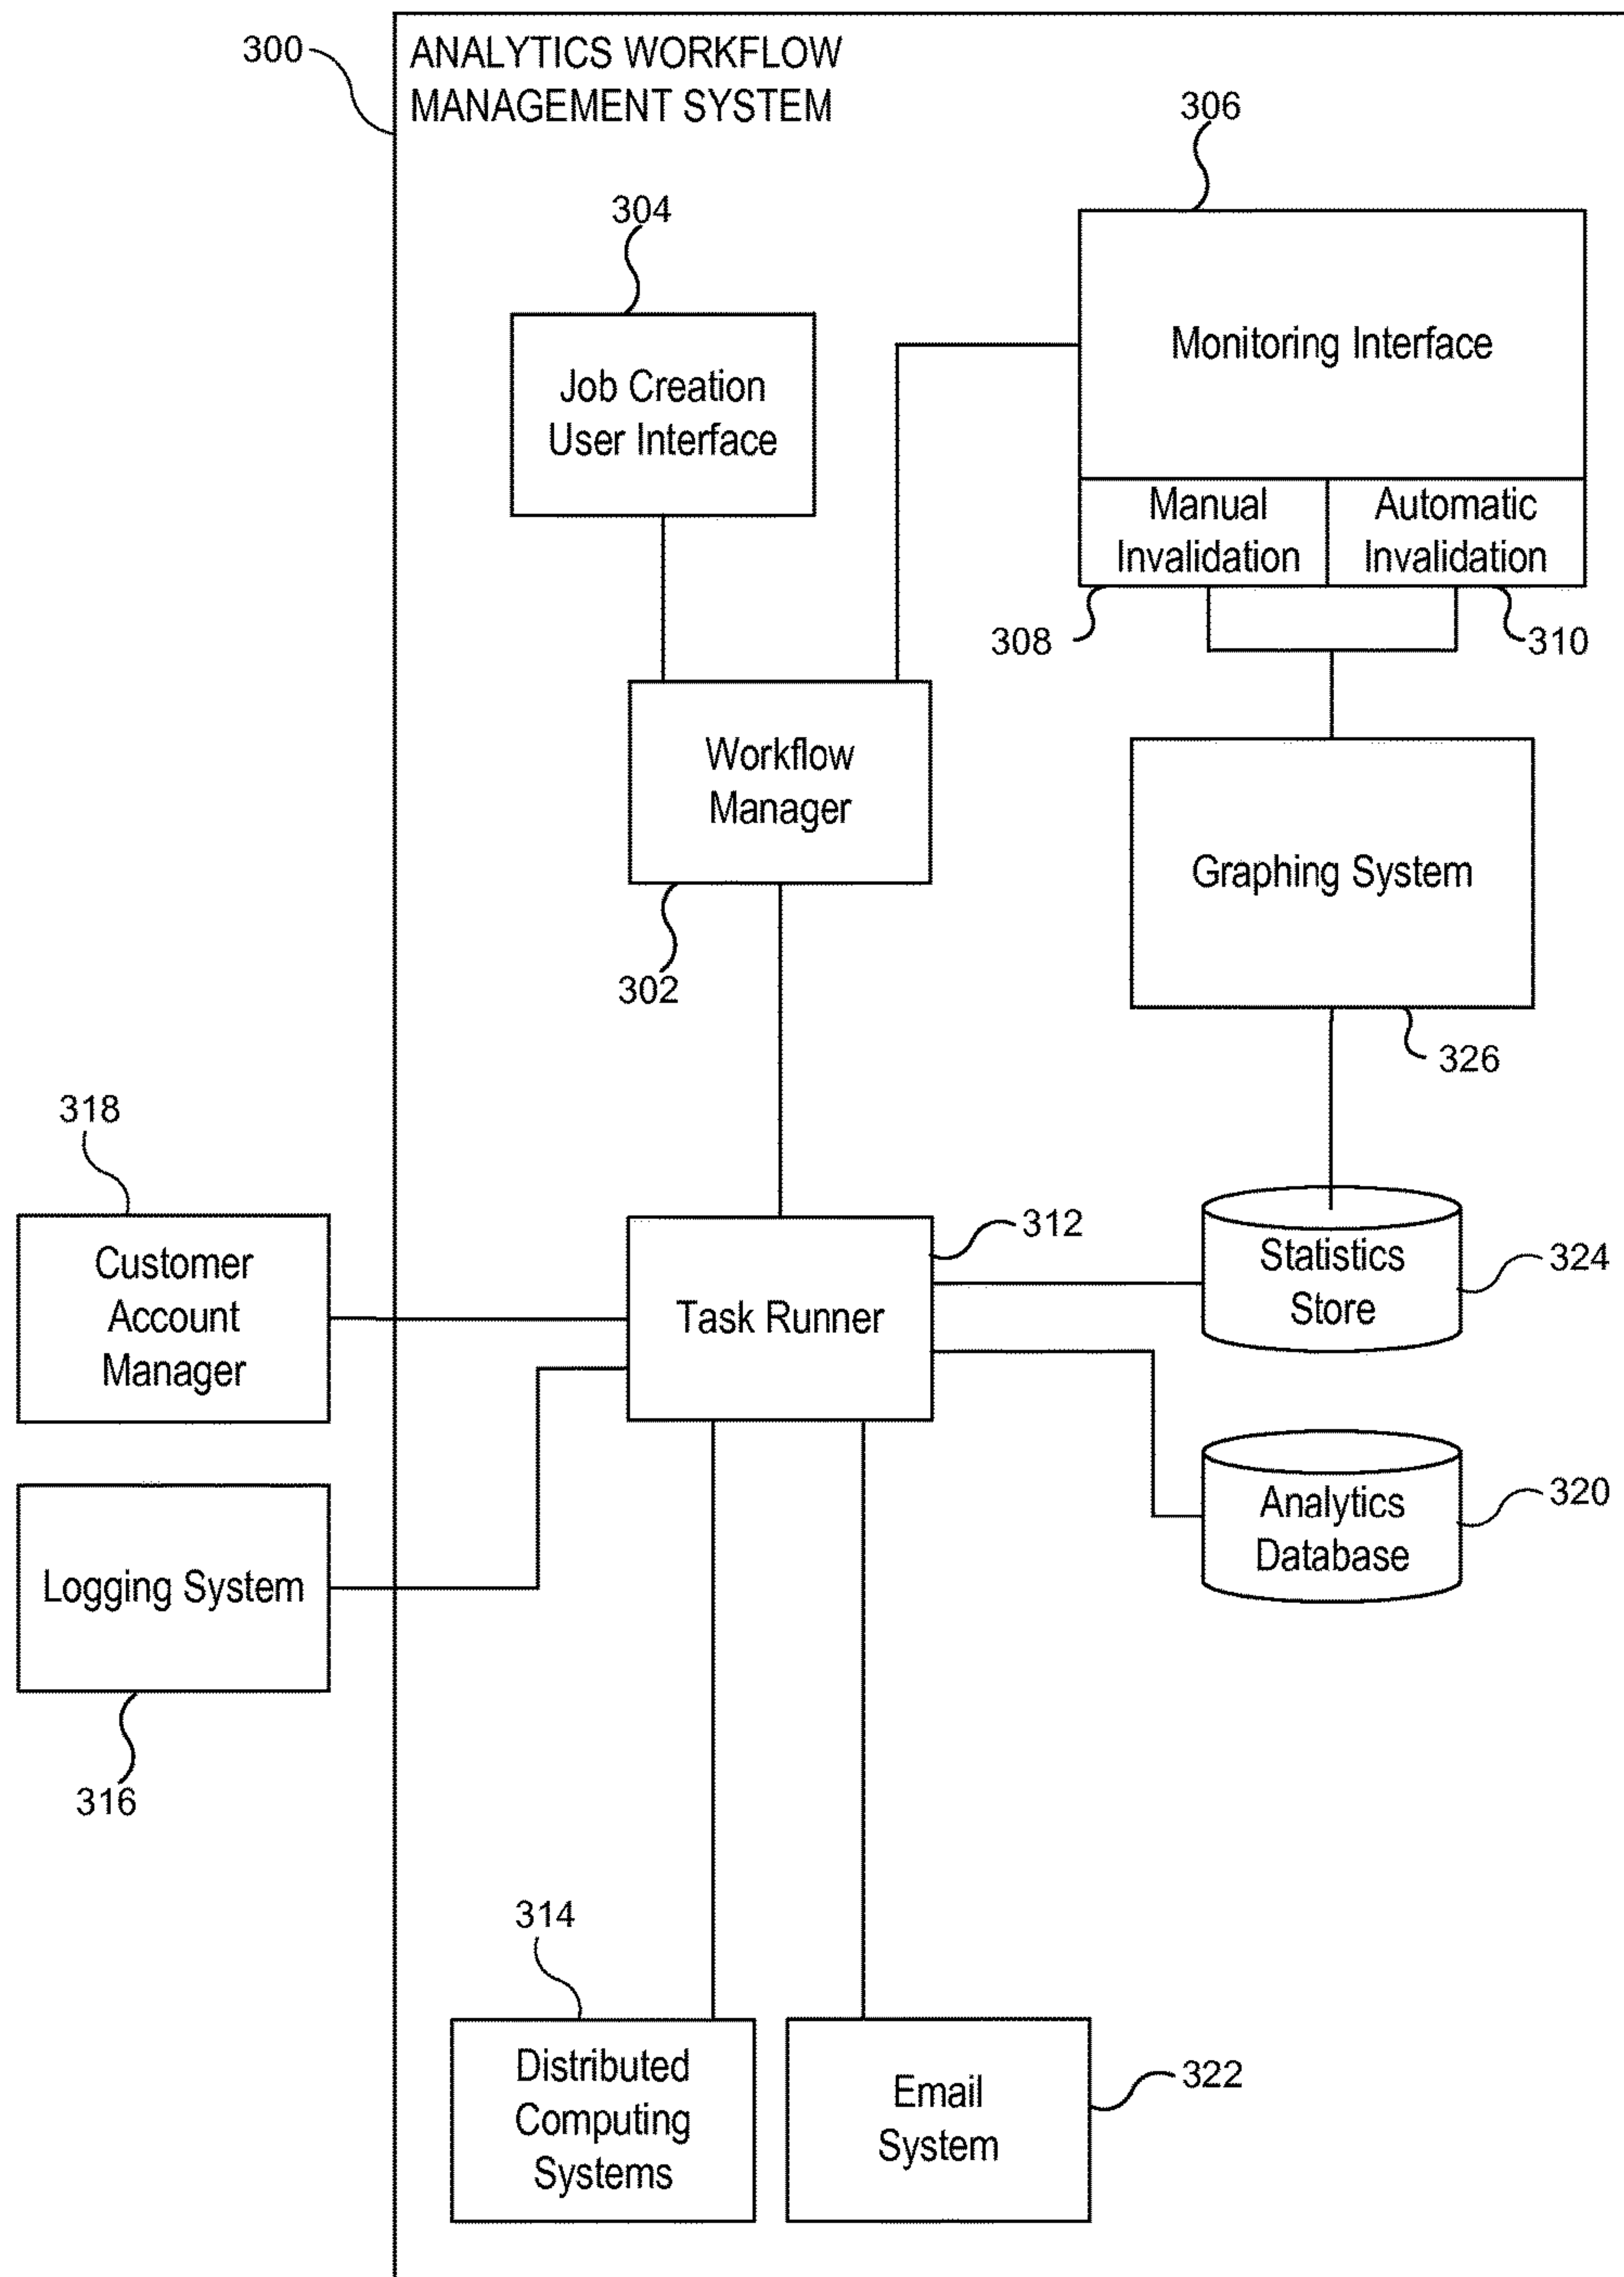 300
ANALYTICS WORKFLOW
MANAGEMENT SYSTEM
306
304
Job Creation
User Interface
Monitoring Interface
Manual
Invalidation
Automatic
Invalidation
308
310
Workflow
Manager
302
Graphing System
326
318
Customer
Account
Manager
312
Task Runner
Statistics
Store
324
Logging System
316
Analytics
Database
320
314
Distributed
Computing
Systems
Email
System
322